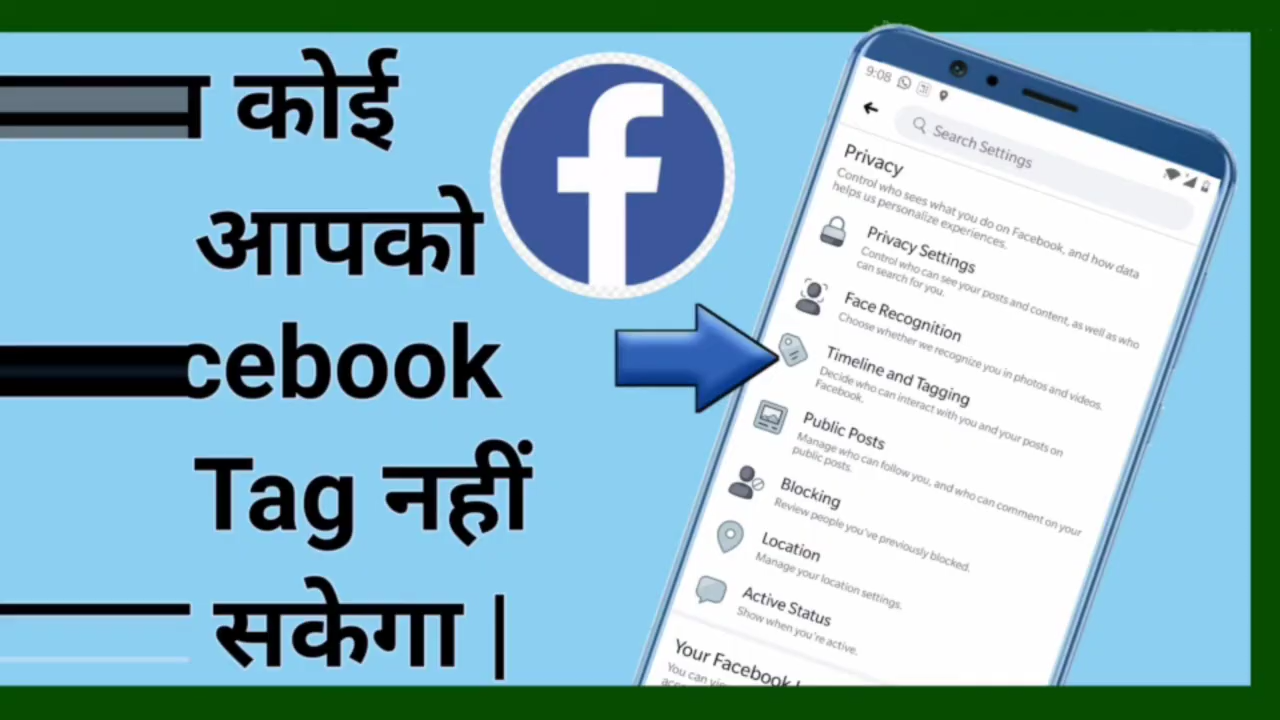 कोई
आपको
cebook
Tag नहीं
सकेगा |
9:08
Search Settings
Privacy
Control who sees what you do on Facebook, and how data
helps us personalize experiences.
Privacy Settings
Control who can see your posts and content, as well as who
can search for you.
Face Recognition
Choose whether we recognize you in photos and videos.
Timeline and Tagging
Decide who can interact with you and your posts on
Facebook.
Public Posts
Manage who can follow you, and who can comment on your
public posts.
Blocking
Review people you've previously blocked.
Location
Manage your location settings.
Active Status
Show when you're active.
Your Facebook
You can